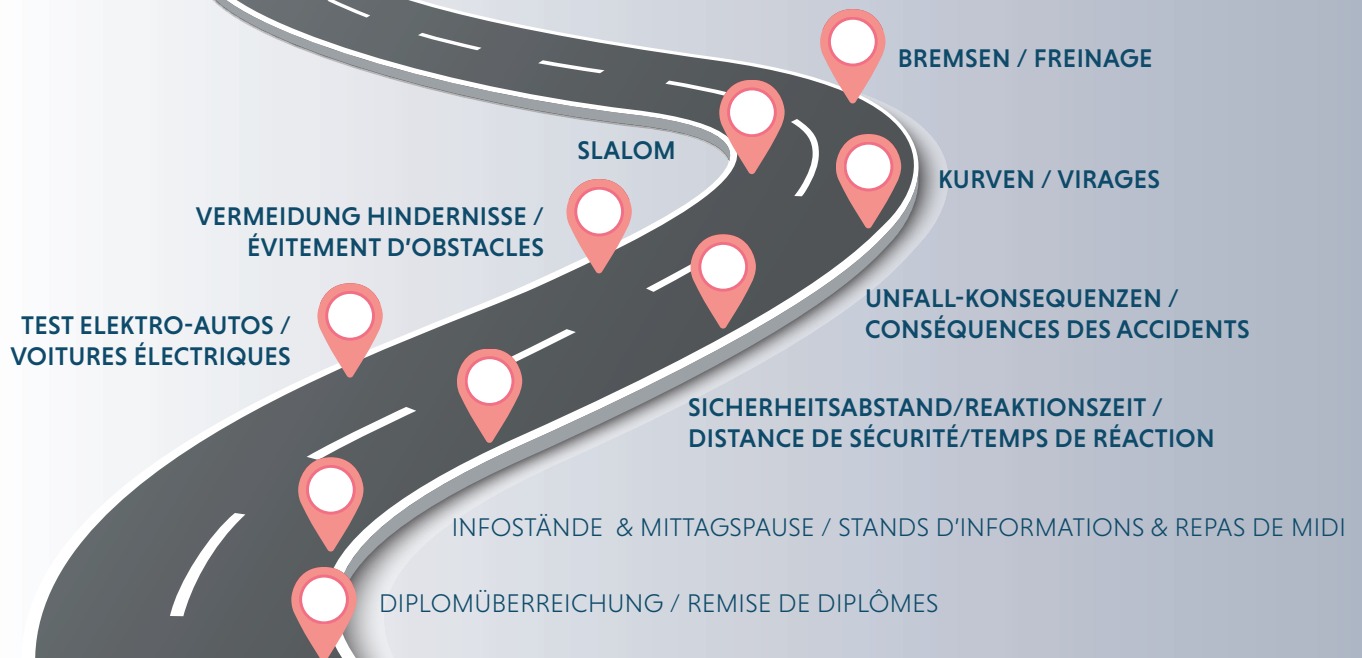 BREMSEN / FREINAGE
SLALOM
KURVEN / VIRAGES
VERMEIDUNG HINDERNISSE /
ÉVITEMENT D'OBSTACLES
UNFALL-KONSEQUENZEN /
CONSÉQUENCES DES ACCIDENTS
TEST ELEKTRO-AUTOS /
VOITURES ÉLECTRIQUES
SICHERHEITSABSTAND/REAKTIONSZEIT /
DISTANCE DE SÉCURITÉ/TEMPS DE RÉACTION
INFOSTÄNDE & MITTAGSPAUSE / STANDS D'INFORMATIONS & REPAS DE MIDI
DIPLOMÜBERREICHUNG / REMISE DE DIPLÔMES